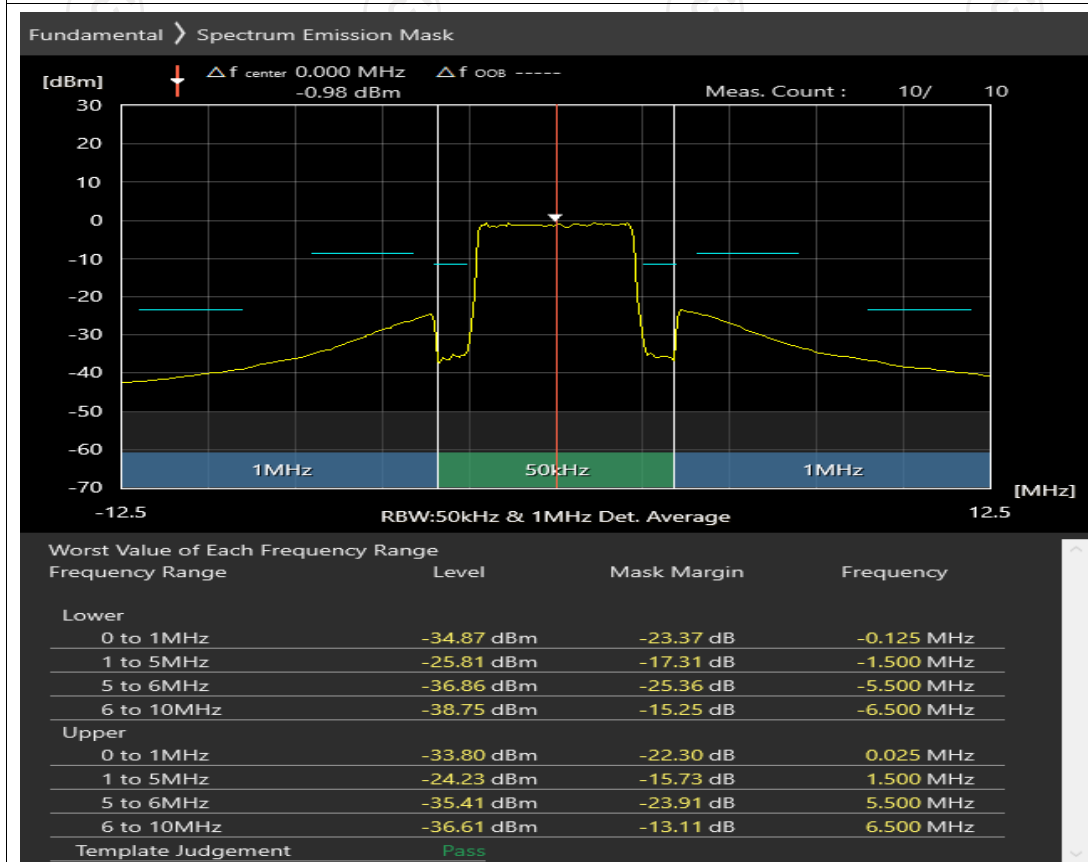 Fundamental ❯ Spectrum Emission Mask
[dBm] Δf center 0.000 MHz Δf OOB -----
-0.98 dBm Meas. Count : 10/ 10
30
20
10
0
-10
-20
-30
-40
-50
-60
1MHz 50kHz 1MHz
-70
[MHz]
-12.5 RBW:50kHz & 1MHz Det. Average 12.5
Worst Value of Each Frequency Range
Frequency Range Level Mask Margin Frequency
Lower
0 to 1MHz -34.87 dBm -23.37 dB -0.125 MHz
1 to 5MHz -25.81 dBm -17.31 dB -1.500 MHz
5 to 6MHz -36.86 dBm -25.36 dB -5.500 MHz
6 to 10MHz -38.75 dBm -15.25 dB -6.500 MHz
Upper
0 to 1MHz -33.80 dBm -22.30 dB 0.025 MHz
1 to 5MHz -24.23 dBm -15.73 dB 1.500 MHz
5 to 6MHz -35.41 dBm -23.91 dB 5.500 MHz
6 to 10MHz -36.61 dBm -13.11 dB 6.500 MHz
Template Judgement Pass